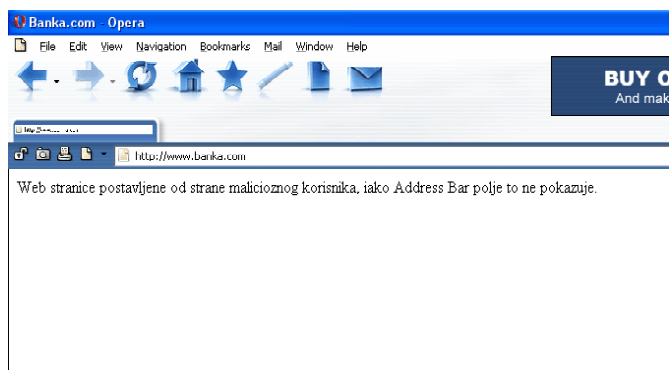 Banka.com - Opera
File Edit View Navigation Bookmarks Mail Window Help
BUY O
And mak
http://www.banka.com
Web stranice postavljene od strane malicioznog korisnika, iako Address Bar polje to ne pokazuje.